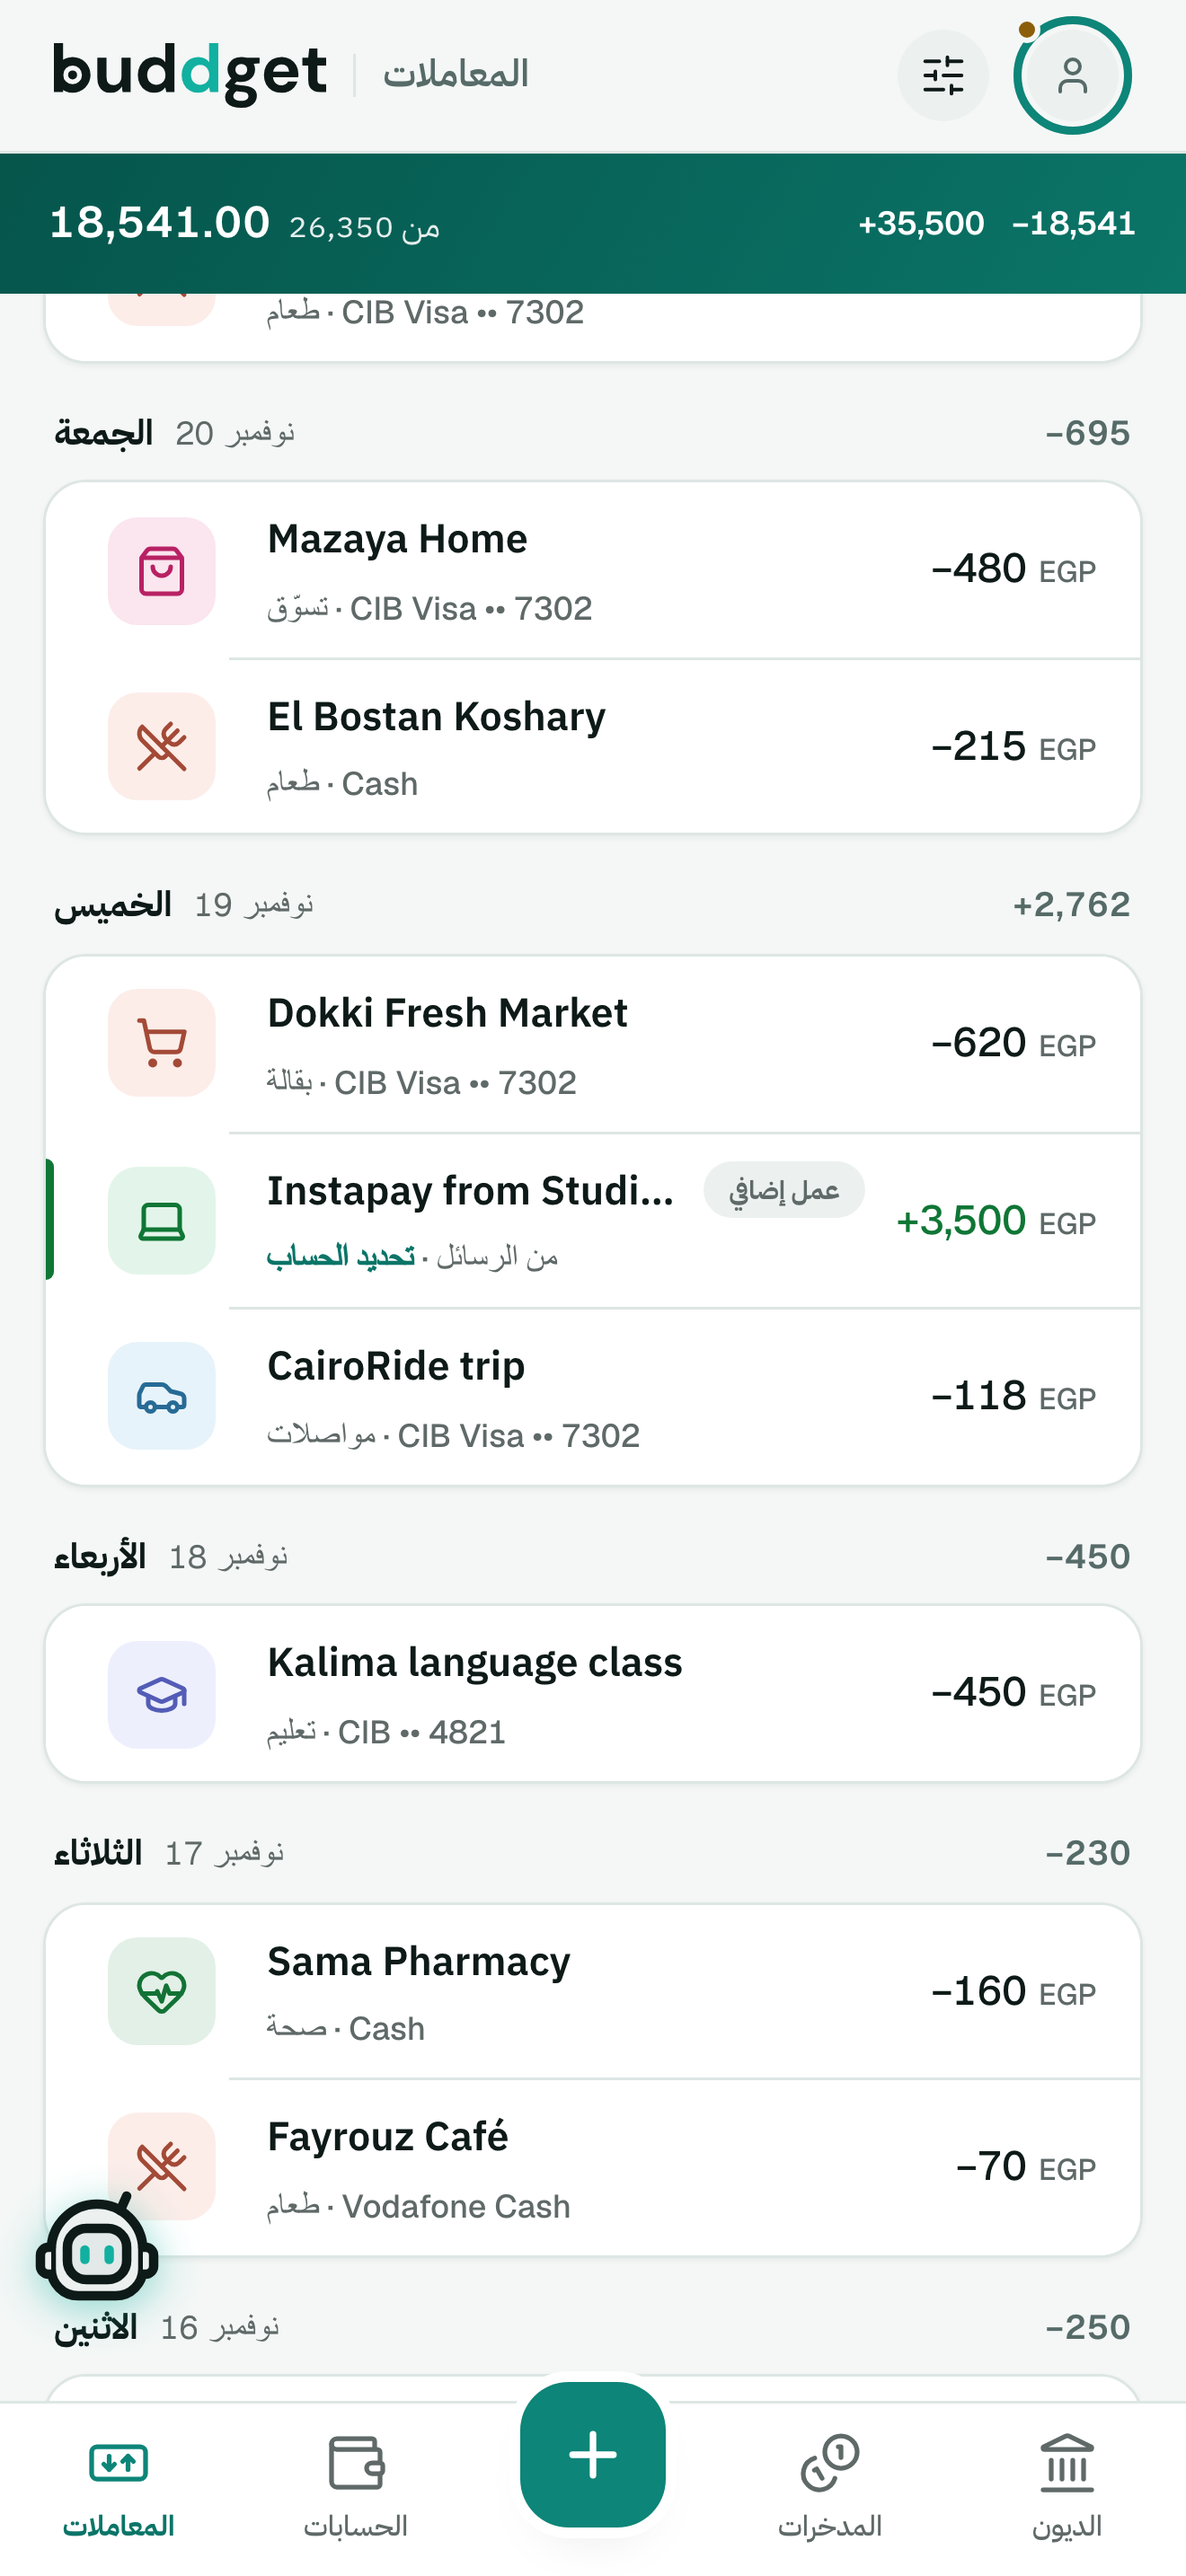 buddget المعاملات
18,541.00 من 26,350 +35,500 −18,541
طعام · CIB Visa •• 7302
الجمعة 20 نوفمبر −695
Mazaya Home
−480 EGP
تسوّق · CIB Visa •• 7302
El Bostan Koshary
−215 EGP
طعام · Cash
الخميس 19 نوفمبر +2,762
Dokki Fresh Market
−620 EGP
بقالة · CIB Visa •• 7302
Instapay from Studi... عمل إضافي
+3,500 EGP
تحديد الحساب · من الرسائل
CairoRide trip
−118 EGP
مواصلات · CIB Visa •• 7302
الأربعاء 18 نوفمبر −450
Kalima language class
−450 EGP
تعليم · CIB •• 4821
الثلاثاء 17 نوفمبر −230
Sama Pharmacy
−160 EGP
صحة · Cash
Fayrouz Café
−70 EGP
طعام · Vodafone Cash
الاثنين 16 نوفمبر −250
المعاملات
الحسابات
المدخرات
الديون